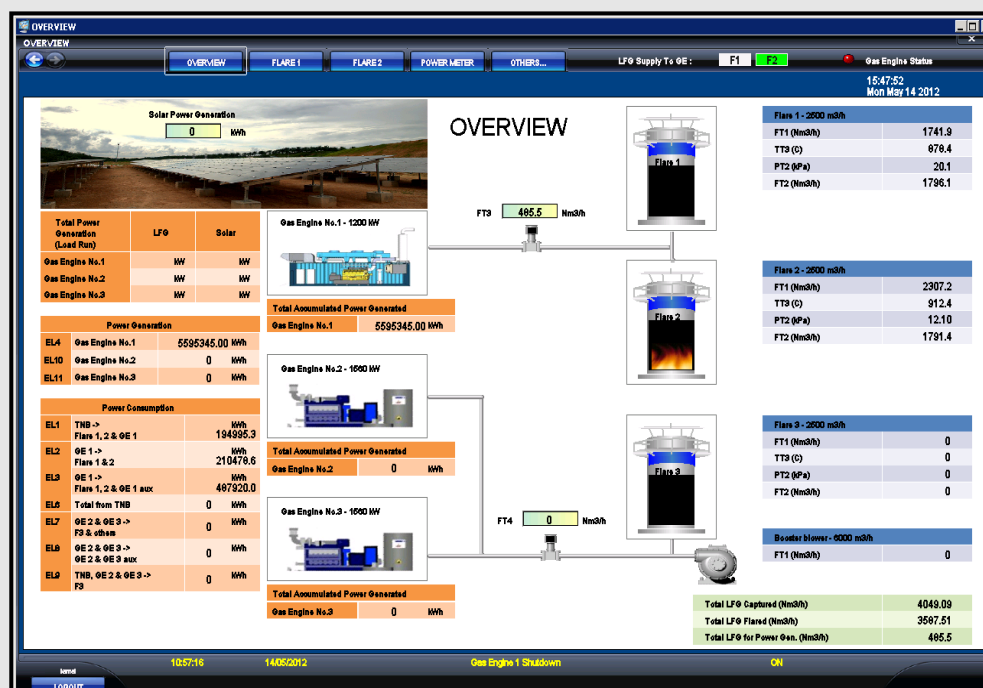 OVERVIEW
OVERVIEW
OVERVIEW FLARE 1 FLARE 2 POWER METER OTHERS... LFG Supply To GE : F1 F2 Gas Engine Status
15:47:52
Mon May 14 2012
Solar Power Generation
0 kWh
OVERVIEW
Flare 1
Flare 1 - 2500 m3/h
FT1 (Nm3/h) 1741.9
TT3 (C) 878.4
PT2 (kPa) 20.1
FT2 (Nm3/h) 1796.1
FT3 485.5 Nm3/h
Total Power Generation (Load Run) LFG Solar
Gas Engine No.1 kW kW
Gas Engine No.2 kW kW
Gas Engine No.3 kW kW
Gas Engine No.1 - 1200 kW
Total Accumulated Power Generated
Gas Engine No.1 5595345.00 kWh
Flare 2
Flare 2 - 2500 m3/h
FT1 (Nm3/h) 2307.2
TT3 (C) 912.4
PT2 (kPa) 12.10
FT2 (Nm3/h) 1791.4
Power Generation
EL4 Gas Engine No.1 5595345.00 kWh
EL10 Gas Engine No.2 0 kWh
EL11 Gas Engine No.3 0 kWh
Gas Engine No.2 - 1560 kW
Total Accumulated Power Generated
Gas Engine No.2 0 kWh
Power Consumption
EL1 TNB -> kWh
Flare 1, 2 & GE 1 194995.3
EL2 GE 1 -> kWh
Flare 1 & 2 210478.6
EL3 GE 1 -> kWh
Flare 1, 2 & GE 1 aux 487920.0
EL6 Total from TNB 0 kWh
EL7 GE 2 & GE 3 -> 0 kWh
F3 & others
EL8 GE 2 & GE 3 -> 0 kWh
GE 2 & GE 3 aux
EL9 TNB, GE 2 & GE 3 -> 0 kWh
F3
Gas Engine No.3 - 1560 kW
Total Accumulated Power Generated
Gas Engine No.3 0 kWh
FT4 0 Nm3/h
Flare 3
Flare 3 - 2500 m3/h
FT1 (Nm3/h) 0
TT3 (C) 0
PT2 (kPa) 0
FT2 (Nm3/h) 0
Booster blower - 6000 m3/h
FT1 (Nm3/h) 0
Total LFG Captured (Nm3/h) 4049.09
Total LFG Flared (Nm3/h) 3587.51
Total LFG for Power Gen. (Nm3/h) 485.5
10:57:16 14/05/2012 Gas Engine 1 Shutdown ON
LOGOUT